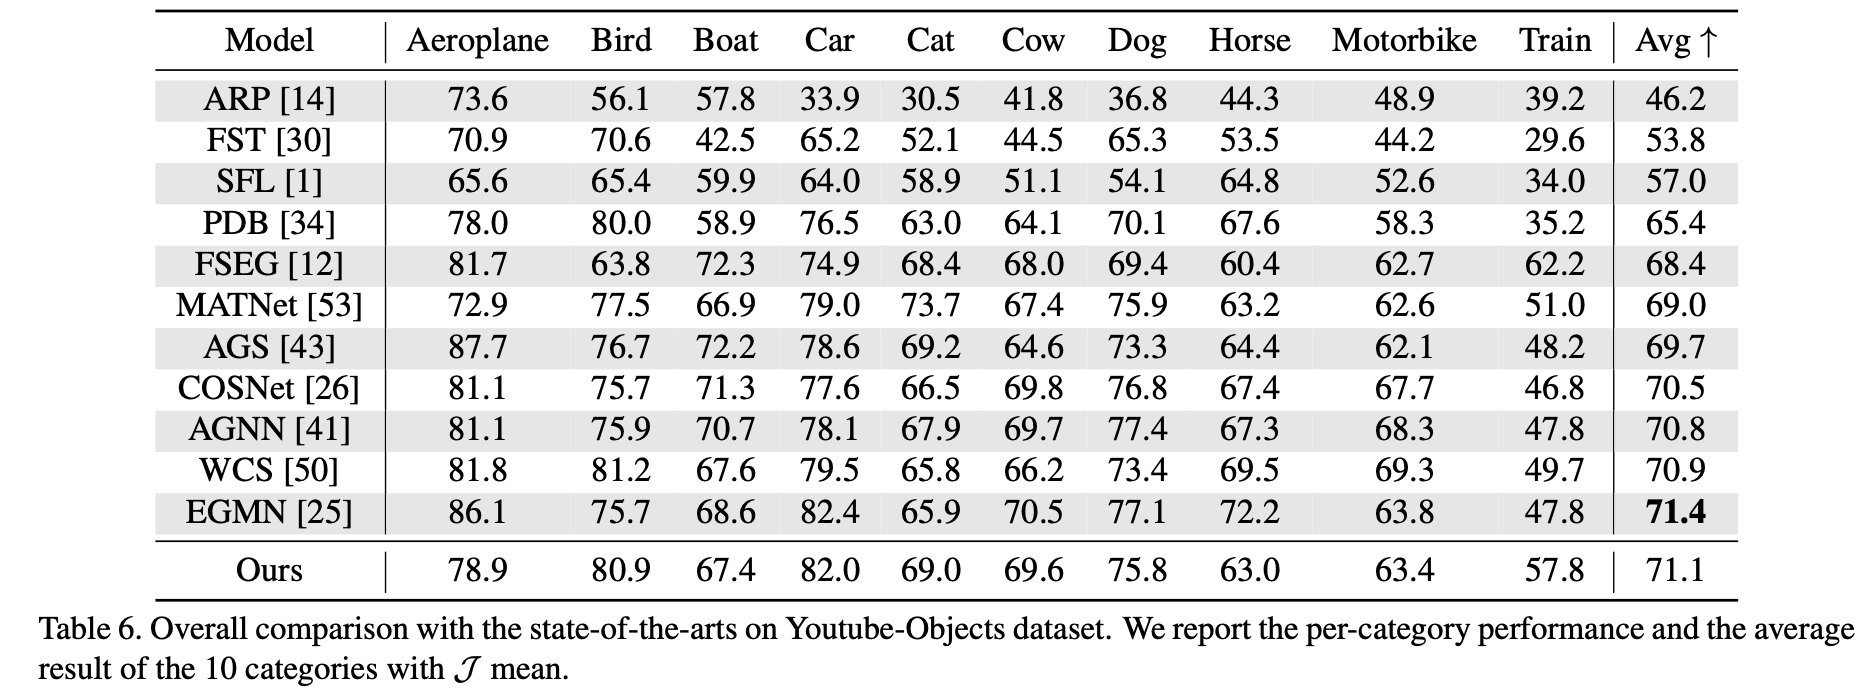 Model Aeroplane Bird Boat Car Cat Cow Dog Horse Motorbike Train Avg ↑
ARP [14] 73.6 56.1 57.8 33.9 30.5 41.8 36.8 44.3 48.9 39.2 46.2
FST [30] 70.9 70.6 42.5 65.2 52.1 44.5 65.3 53.5 44.2 29.6 53.8
SFL [1] 65.6 65.4 59.9 64.0 58.9 51.1 54.1 64.8 52.6 34.0 57.0
PDB [34] 78.0 80.0 58.9 76.5 63.0 64.1 70.1 67.6 58.3 35.2 65.4
FSEG [12] 81.7 63.8 72.3 74.9 68.4 68.0 69.4 60.4 62.7 62.2 68.4
MATNet [53] 72.9 77.5 66.9 79.0 73.7 67.4 75.9 63.2 62.6 51.0 69.0
AGS [43] 87.7 76.7 72.2 78.6 69.2 64.6 73.3 64.4 62.1 48.2 69.7
COSNet [26] 81.1 75.7 71.3 77.6 66.5 69.8 76.8 67.4 67.7 46.8 70.5
AGNN [41] 81.1 75.9 70.7 78.1 67.9 69.7 77.4 67.3 68.3 47.8 70.8
WCS [50] 81.8 81.2 67.6 79.5 65.8 66.2 73.4 69.5 69.3 49.7 70.9
EGMN [25] 86.1 75.7 68.6 82.4 65.9 70.5 77.1 72.2 63.8 47.8 71.4
Ours 78.9 80.9 67.4 82.0 69.0 69.6 75.8 63.0 63.4 57.8 71.1
Table 6. Overall comparison with the state-of-the-arts on Youtube-Objects dataset. We report the per-category performance and the average
result of the 10 categories with 𝒥 mean.